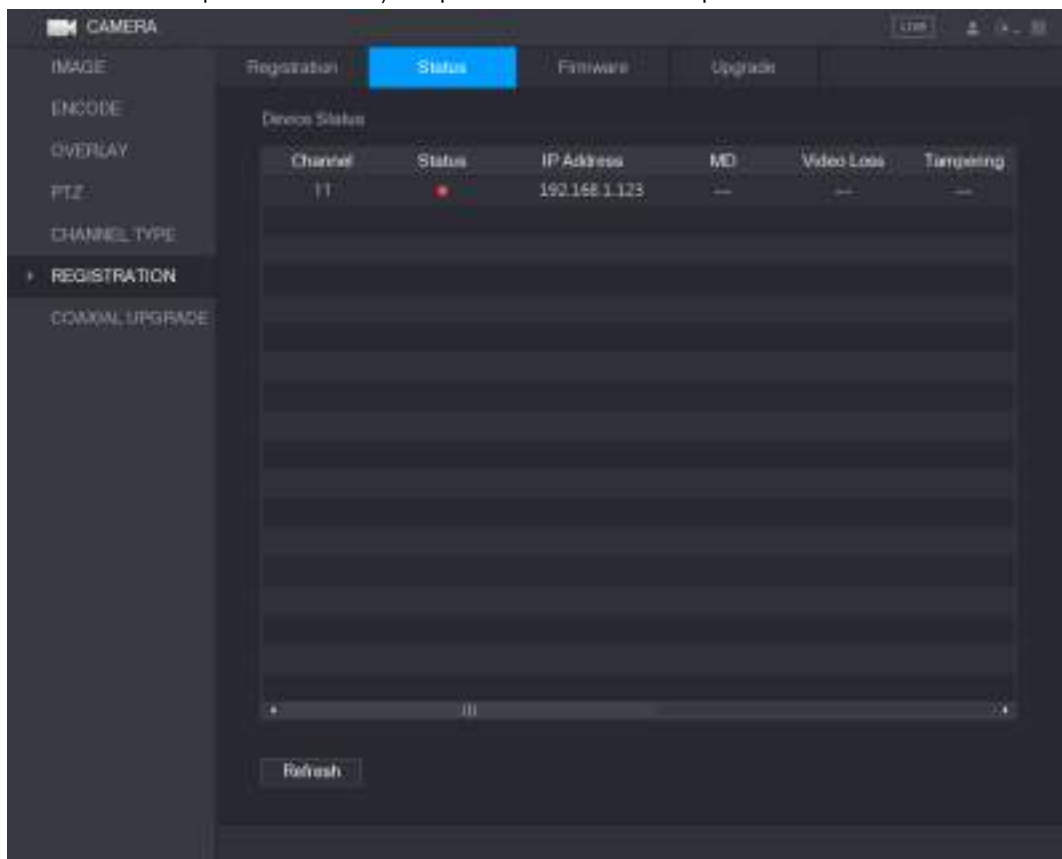 CAMERA
LIVE
IMAGE
ENCODE
OVERLAY
PTZ
CHANNEL TYPE
REGISTRATION
COAXIAL UPGRADE
Registration Status Firmware Upgrade
Device Status
Channel Status IP Address MD Video Loss Tampering
11 192.168.1.123 --- --- ---
Refresh